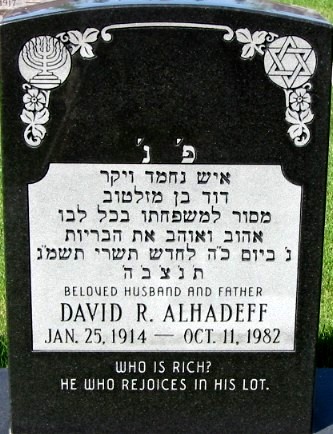 פ׳ נ׳
איש נחמד ויקר
דוד בן מזלטוב
מסור למשפחתו בכל לבו
אהוב ואוהב את הבריות
נ׳ ביום כ״ה לחדש תשרי תשמ״ג
ת׳ נ׳ צ׳ ב׳ ה׳
BELOVED HUSBAND AND FATHER
DAVID R. ALHADEFF
JAN. 25, 1914 — OCT. 11, 1982
WHO IS RICH?
HE WHO REJOICES IN HIS LOT.